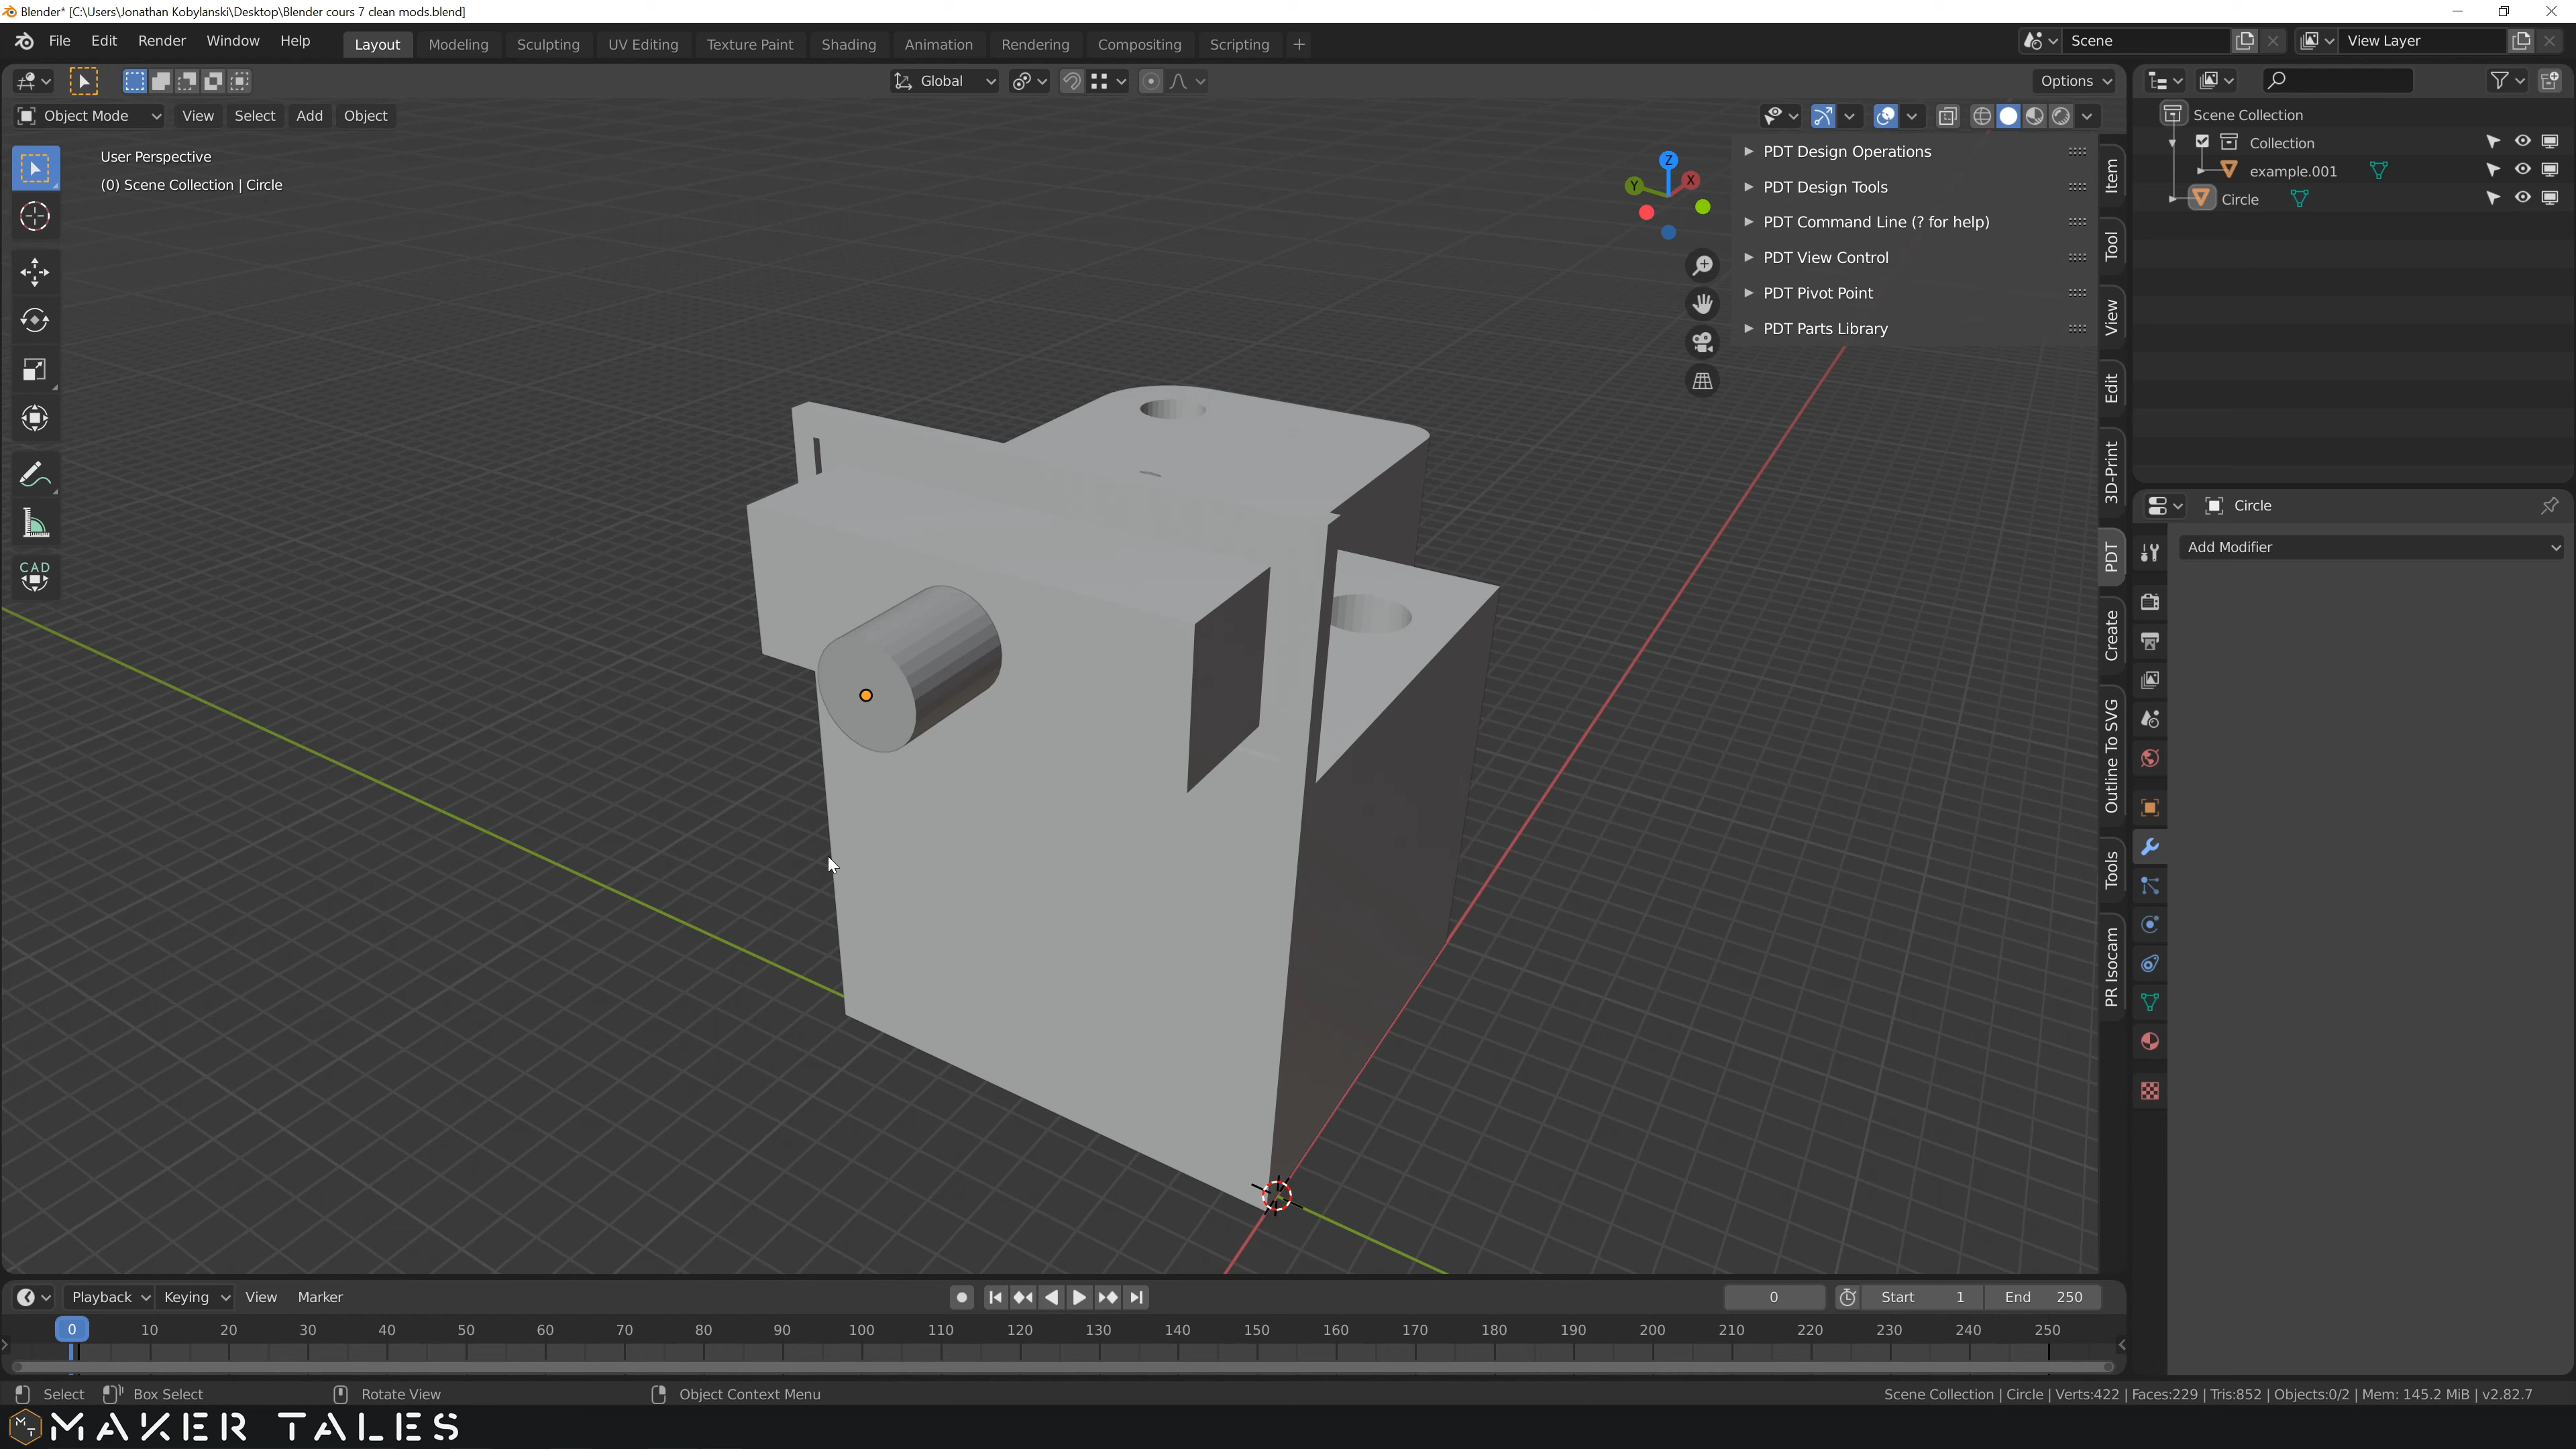 Blender* [C:\Users\Jonathan Kobylanski\Desktop\Blender cours 7 clean mods.blend]
File Edit Render Window Help Layout Modeling Sculpting UV Editing Texture Paint Shading Animation Rendering Compositing Scripting + Scene View Layer
Global Options
Object Mode View Select Add Object
User Perspective
(0) Scene Collection | Circle
CAD
Z
Y
X
PDT Design Operations
PDT Design Tools
PDT Command Line (? for help)
PDT View Control
PDT Pivot Point
PDT Parts Library
Item
Tool
View
Edit
3D-Print
PDT
Create
Outline To SVG
Tools
PR Isocam
Scene Collection
Collection
example.001
Circle
Circle
Add Modifier
Playback Keying View Marker 0 Start 1 End 250
0 10 20 30 40 50 60 70 80 90 100 110 120 130 140 150 160 170 180 190 200 210 220 230 240 250
Select Box Select Rotate View Object Context Menu Scene Collection | Circle | Verts:422 | Faces:229 | Tris:852 | Objects:0/2 | Mem: 145.2 MiB | v2.82.7
MT MAKER TALES